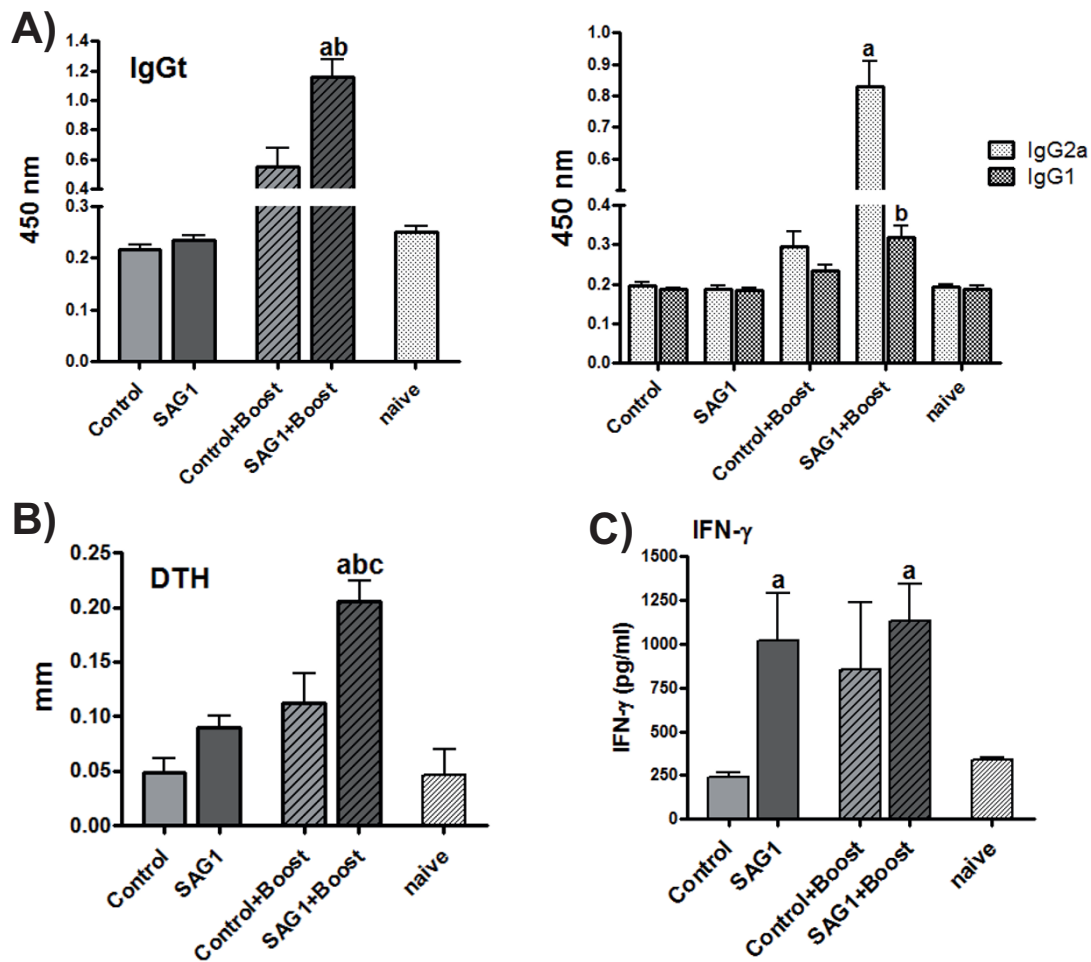 A)
IgGt
ab
450 nm
1.4
1.2
1.0
0.8
0.6
0.4
0.3
0.2
0.1
0.0
Control
SAG1
Control+Boost
SAG1+Boost
naive
a
b
450 nm
1.0
0.9
0.8
0.7
0.6
0.5
0.4
0.3
0.2
0.1
0.0
Control
SAG1
Control+Boost
SAG1+Boost
naive
IgG2a
IgG1
B)
DTH
abc
mm
0.25
0.20
0.15
0.10
0.05
0.00
Control
SAG1
Control+Boost
SAG1+Boost
naive
C)
IFN-γ
a
a
IFN-γ (pg/ml)
1500
1250
1000
750
500
250
0
Control
SAG1
Control+Boost
SAG1+Boost
naive